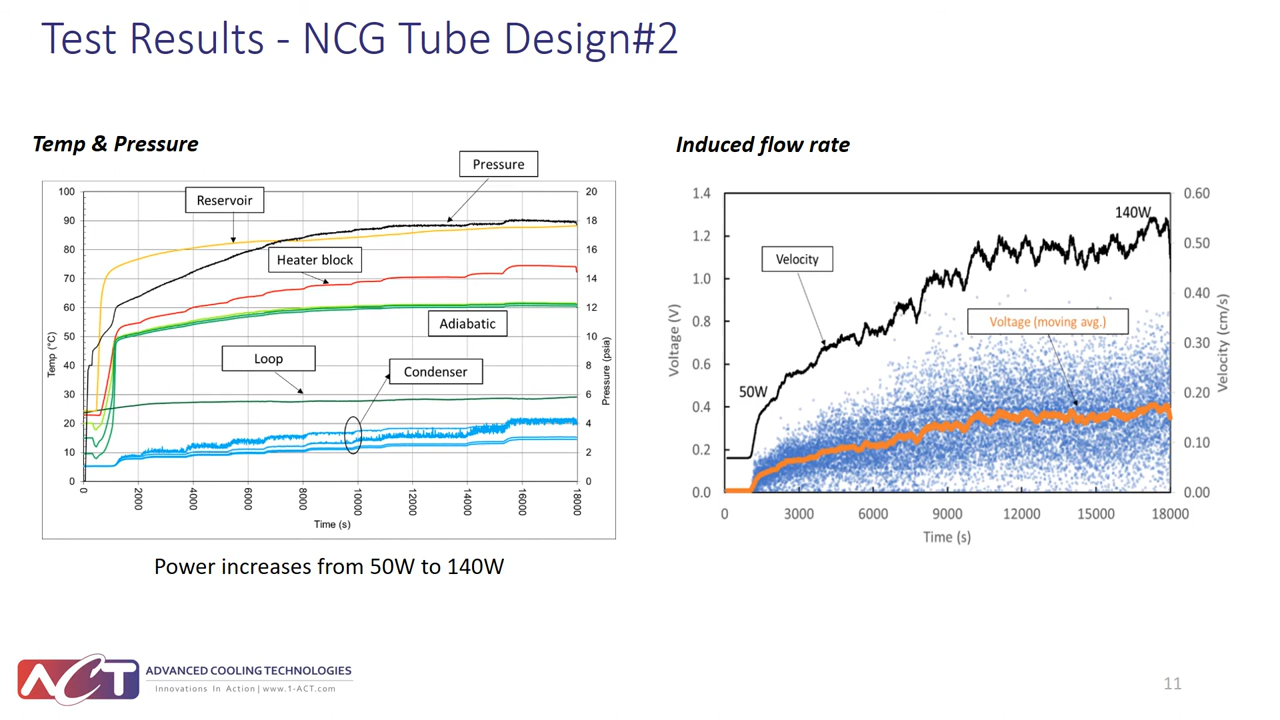 Test Results - NCG Tube Design#2
Temp & Pressure
Induced flow rate
Pressure
Reservoir
Heater block
Adiabatic
Loop
Condenser
100
90
80
70
60
50
40
30
20
10
0
Temp (°C)
20
18
16
14
12
10
8
6
4
2
0
Pressure (psia)
0
2000
4000
6000
8000
10000
12000
14000
16000
18000
Time (s)
Power increases from 50W to 140W
1.4
1.2
1.0
0.8
0.6
0.4
0.2
0.0
Voltage (V)
140W
Velocity
Voltage (moving avg.)
50W
0.60
0.50
0.40
0.30
0.20
0.10
0.00
Velocity (cm/s)
0
3000
6000
9000
12000
15000
18000
Time (s)
ACT
ADVANCED COOLING TECHNOLOGIES
Innovations In Action | www.1-ACT.com
11